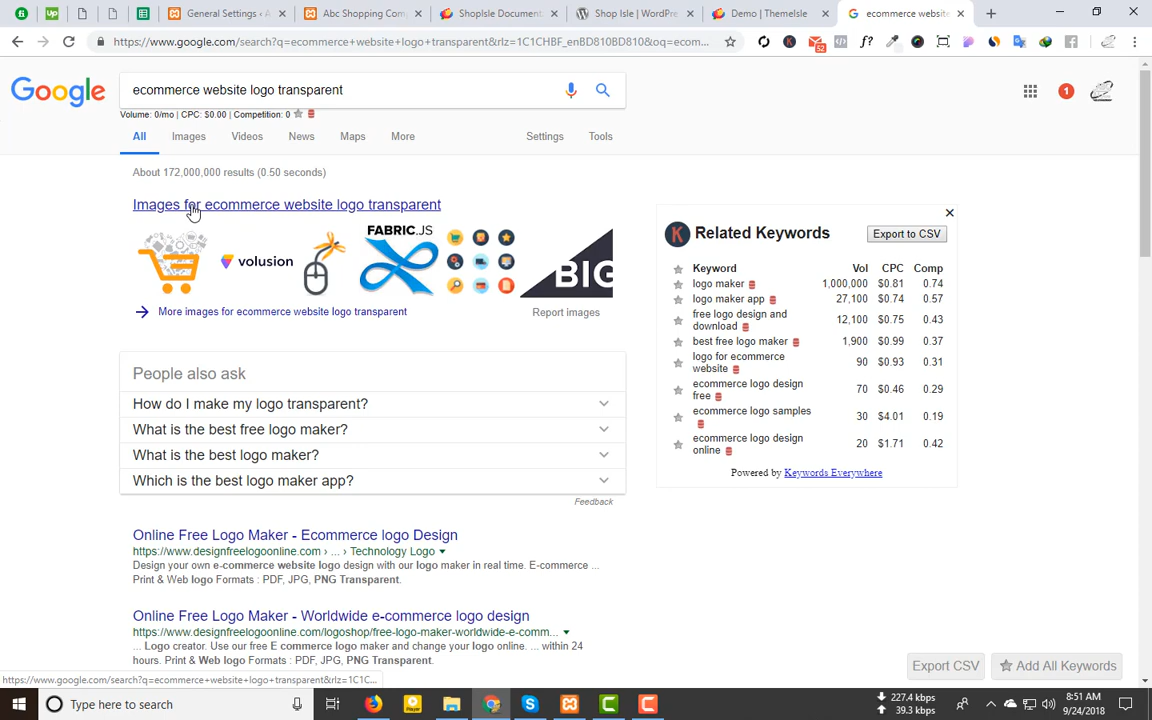 General Settings ‹ A
Abc Shopping Com
ShopIsle Document
Shop Isle | WordPre
Demo | ThemeIsle
ecommerce website
https://www.google.com/search?q=ecommerce+website+logo+transparent&rlz=1C1CHBF_enBD810BD810&oq=ecom...
52
Google
ecommerce website logo transparent
1
Volume: 0/mo | CPC: $0.00 | Competition: 0
All
Images
Videos
News
Maps
More
Settings
Tools
About 172,000,000 results (0.50 seconds)
Images for ecommerce website logo transparent
volusion
FABRIC.JS
BIG
More images for ecommerce website logo transparent
Report images
People also ask
How do I make my logo transparent?
What is the best free logo maker?
What is the best logo maker?
Which is the best logo maker app?
Feedback
Online Free Logo Maker - Ecommerce logo Design
https://www.designfreelogoonline.com › ... › Technology Logo
Design your own e-commerce website logo design with our logo maker in real time. E-commerce ...
Print & Web logo Formats : PDF, JPG, PNG Transparent.
Online Free Logo Maker - Worldwide e-commerce logo design
https://www.designfreelogoonline.com/logoshop/free-logo-maker-worldwide-e-comm...
... Logo creator. Use our free E commerce logo maker and change your logo online. ... within 24
hours. Print & Web logo Formats : PDF, JPG, PNG Transparent.
K
Related Keywords
Export to CSV
Keyword Vol CPC Comp
logo maker 1,000,000 $0.81 0.74
logo maker app 27,100 $0.74 0.57
free logo design and
download 12,100 $0.75 0.43
best free logo maker 1,900 $0.99 0.37
logo for ecommerce
website 90 $0.93 0.31
ecommerce logo design
free 70 $0.46 0.29
ecommerce logo samples 30 $4.01 0.19
ecommerce logo design
online 20 $1.71 0.42
Powered by Keywords Everywhere
Export CSV
Add All Keywords
https://www.google.com/search?q=ecommerce+website+logo+transparent&rlz=1C1C...
Type here to search
227.4 kbps
39.3 kbps
8:51 AM
9/24/2018